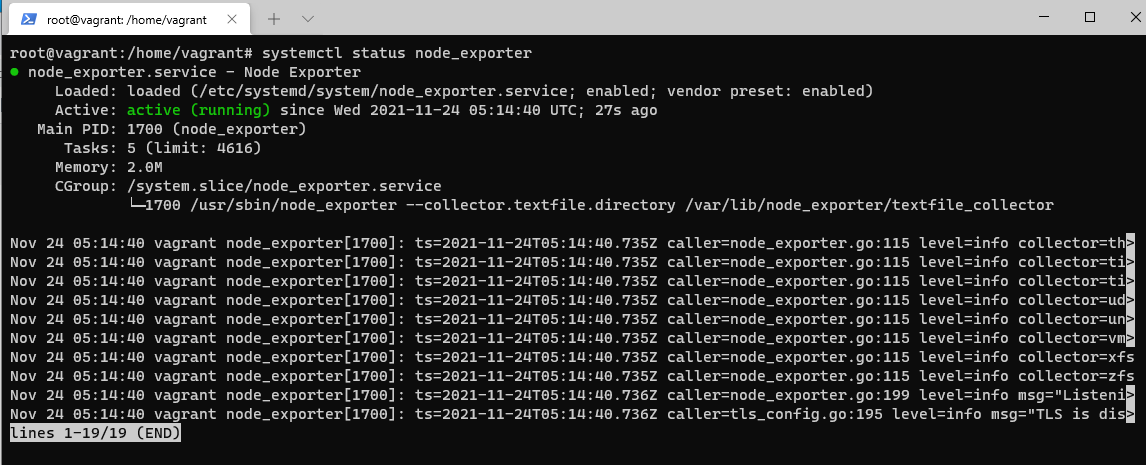 root@vagrant: /home/vagrant
root@vagrant:/home/vagrant# systemctl status node_exporter
● node_exporter.service - Node Exporter
Loaded: loaded (/etc/systemd/system/node_exporter.service; enabled; vendor preset: enabled)
Active: active (running) since Wed 2021-11-24 05:14:40 UTC; 27s ago
Main PID: 1700 (node_exporter)
Tasks: 5 (limit: 4616)
Memory: 2.0M
CGroup: /system.slice/node_exporter.service
└─1700 /usr/sbin/node_exporter --collector.textfile.directory /var/lib/node_exporter/textfile_collector
Nov 24 05:14:40 vagrant node_exporter[1700]: ts=2021-11-24T05:14:40.735Z caller=node_exporter.go:115 level=info collector=th>
Nov 24 05:14:40 vagrant node_exporter[1700]: ts=2021-11-24T05:14:40.735Z caller=node_exporter.go:115 level=info collector=ti>
Nov 24 05:14:40 vagrant node_exporter[1700]: ts=2021-11-24T05:14:40.735Z caller=node_exporter.go:115 level=info collector=ti>
Nov 24 05:14:40 vagrant node_exporter[1700]: ts=2021-11-24T05:14:40.735Z caller=node_exporter.go:115 level=info collector=ud>
Nov 24 05:14:40 vagrant node_exporter[1700]: ts=2021-11-24T05:14:40.735Z caller=node_exporter.go:115 level=info collector=un>
Nov 24 05:14:40 vagrant node_exporter[1700]: ts=2021-11-24T05:14:40.735Z caller=node_exporter.go:115 level=info collector=vm>
Nov 24 05:14:40 vagrant node_exporter[1700]: ts=2021-11-24T05:14:40.735Z caller=node_exporter.go:115 level=info collector=xfs
Nov 24 05:14:40 vagrant node_exporter[1700]: ts=2021-11-24T05:14:40.735Z caller=node_exporter.go:115 level=info collector=zfs
Nov 24 05:14:40 vagrant node_exporter[1700]: ts=2021-11-24T05:14:40.736Z caller=node_exporter.go:199 level=info msg="Listeni>
Nov 24 05:14:40 vagrant node_exporter[1700]: ts=2021-11-24T05:14:40.736Z caller=tls_config.go:195 level=info msg="TLS is dis>
lines 1-19/19 (END)